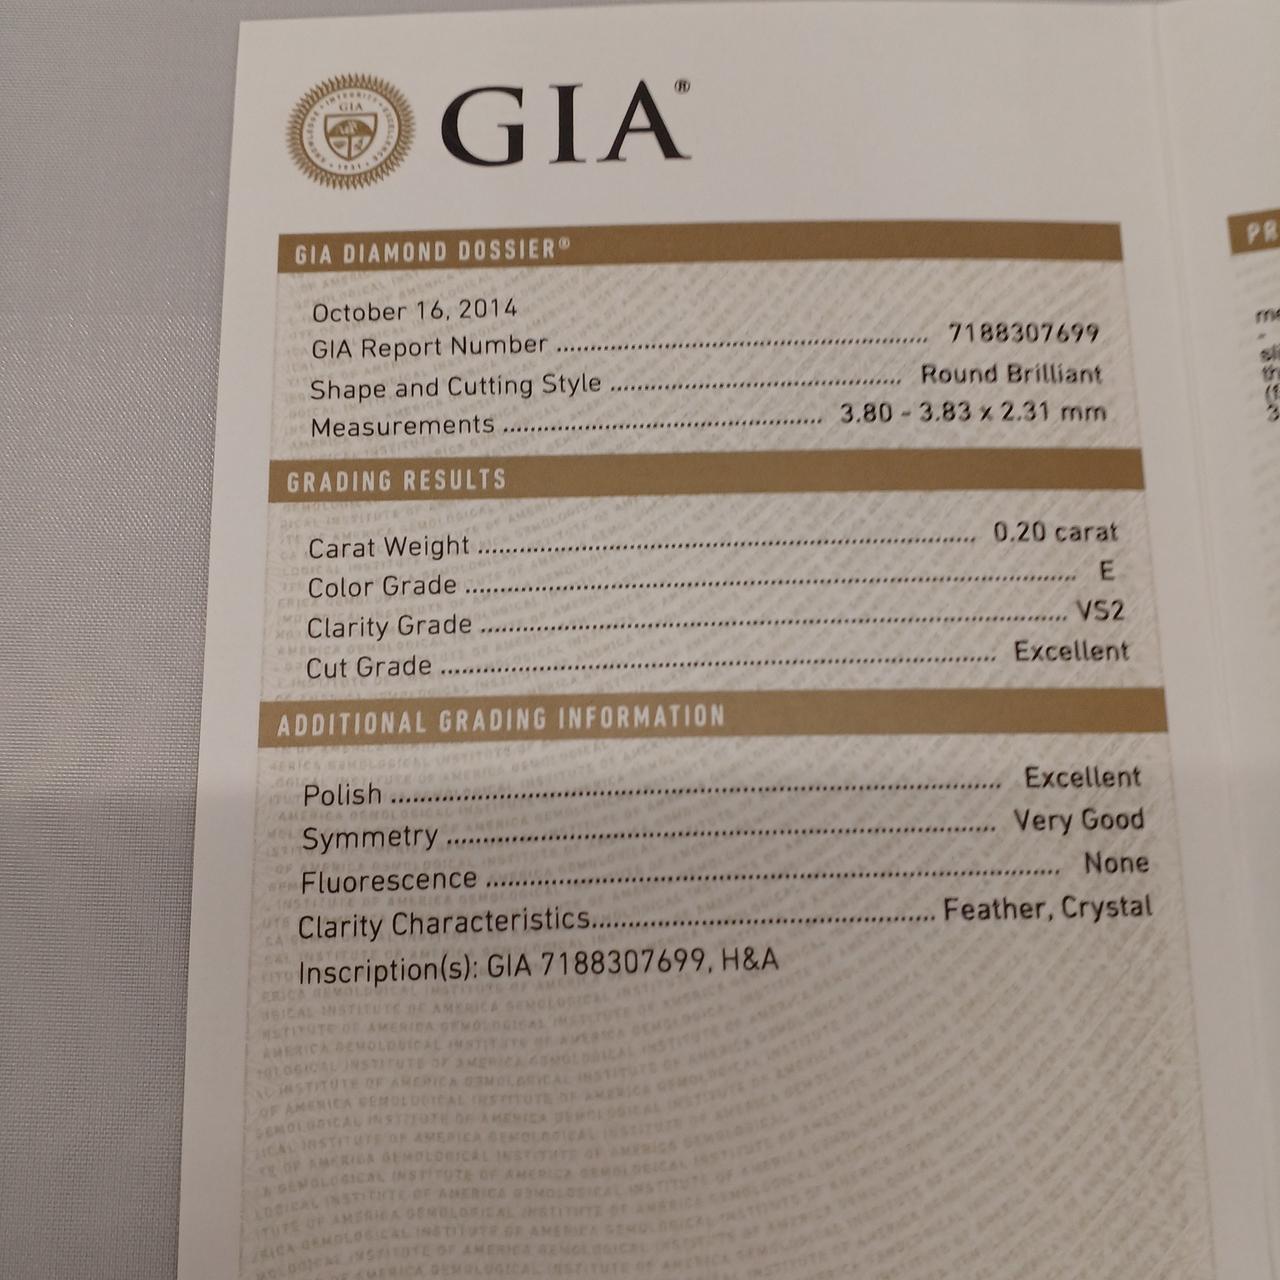 GIA®
GIA DIAMOND DOSSIER®
October 16, 2014
GIA Report Number ........ 7188307699
Shape and Cutting Style ........ Round Brilliant
Measurements ........ 3.80 - 3.83 x 2.31 mm
GRADING RESULTS
Carat Weight ........ 0.20 carat
Color Grade ........ E
Clarity Grade ........ VS2
Cut Grade ........ Excellent
ADDITIONAL GRADING INFORMATION
Polish ........ Excellent
Symmetry ........ Very Good
Fluorescence ........ None
Clarity Characteristics ........ Feather, Crystal
Inscription(s): GIA 7188307699, H&A